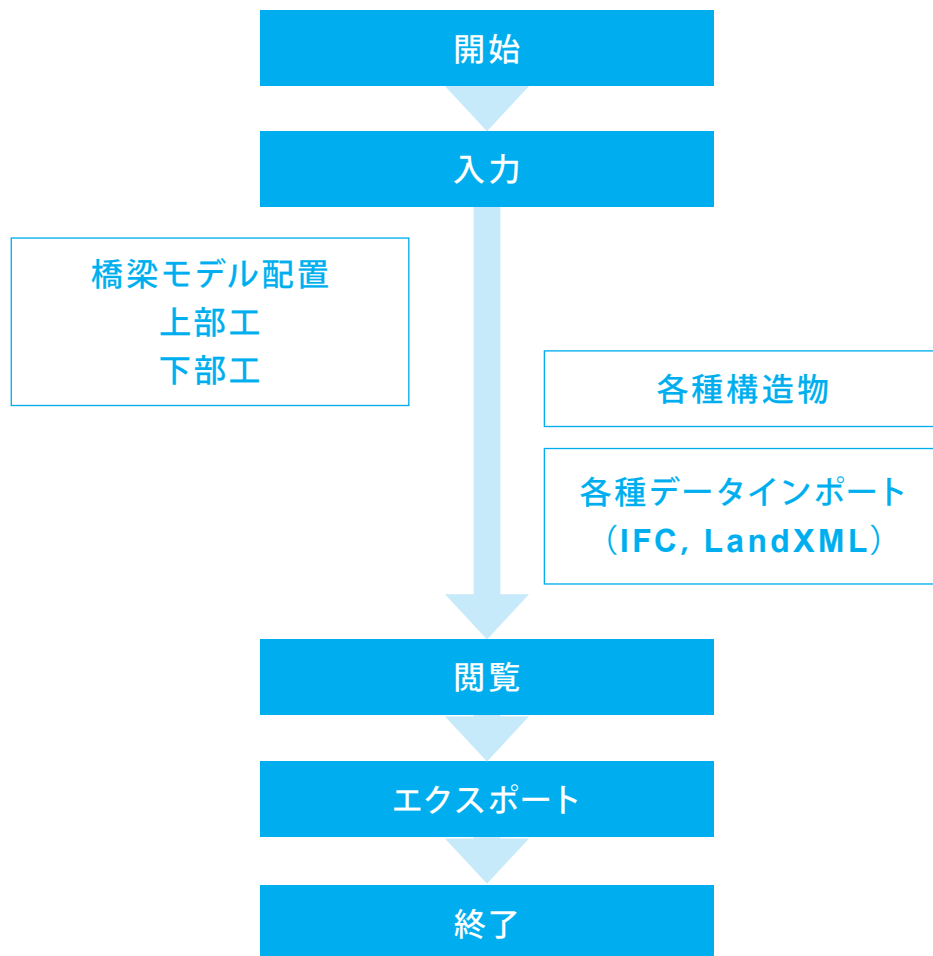 開始
入力
橋梁モデル配置
上部工
下部工
各種構造物
各種データインポート
（IFC, LandXML）
閲覧
エクスポート
終了